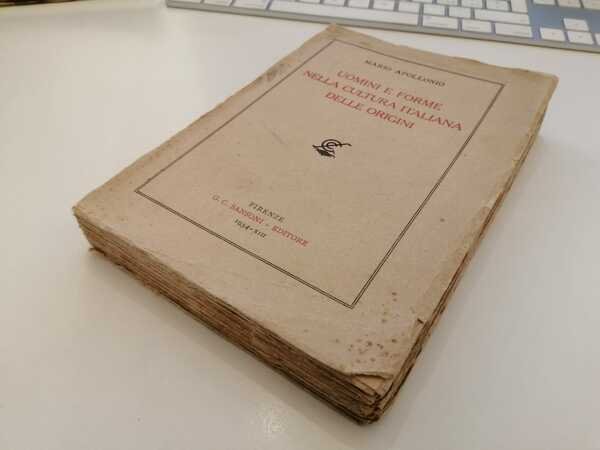 MARIO APOLLONIO
UOMINI E FORME
NELLA CULTURA ITALIANA
DELLE ORIGINI
FIRENZE
G. C. SANSONI - EDITORE
1934-XIII